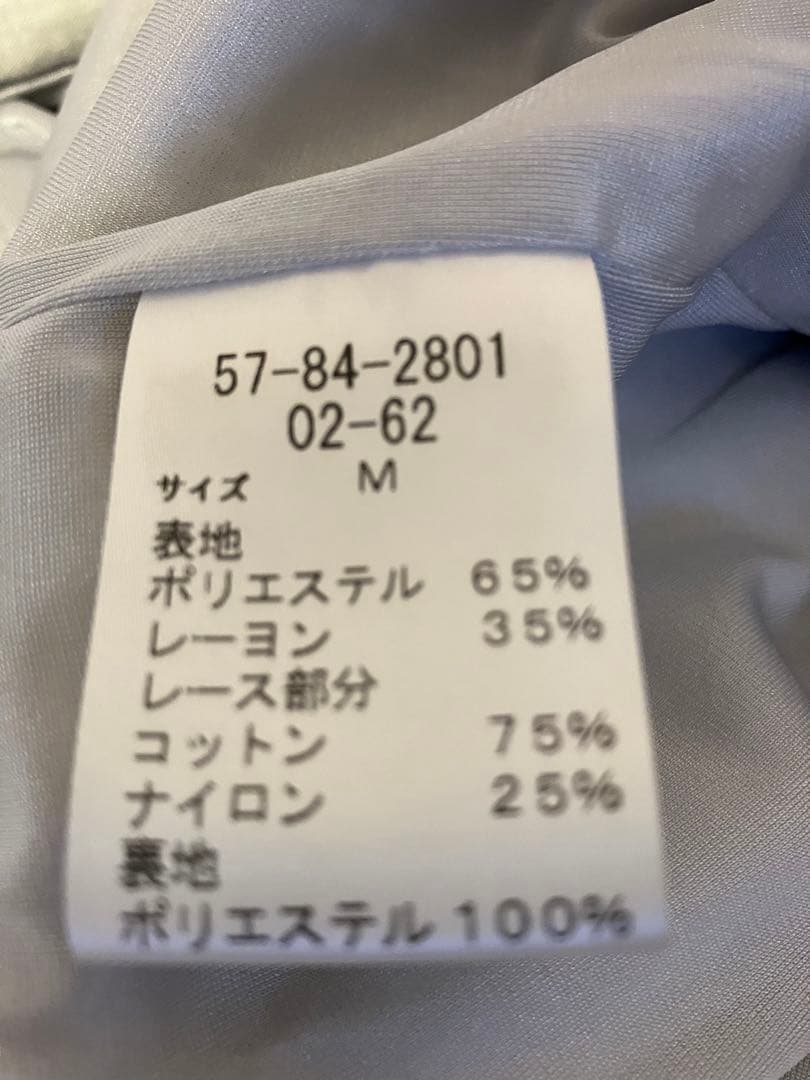 57-84-2801
02-62
サイズ M
表地
ポリエステル 65%
レーヨン 35%
レース部分
コットン 75%
ナイロン 25%
裏地
ポリエステル 100%